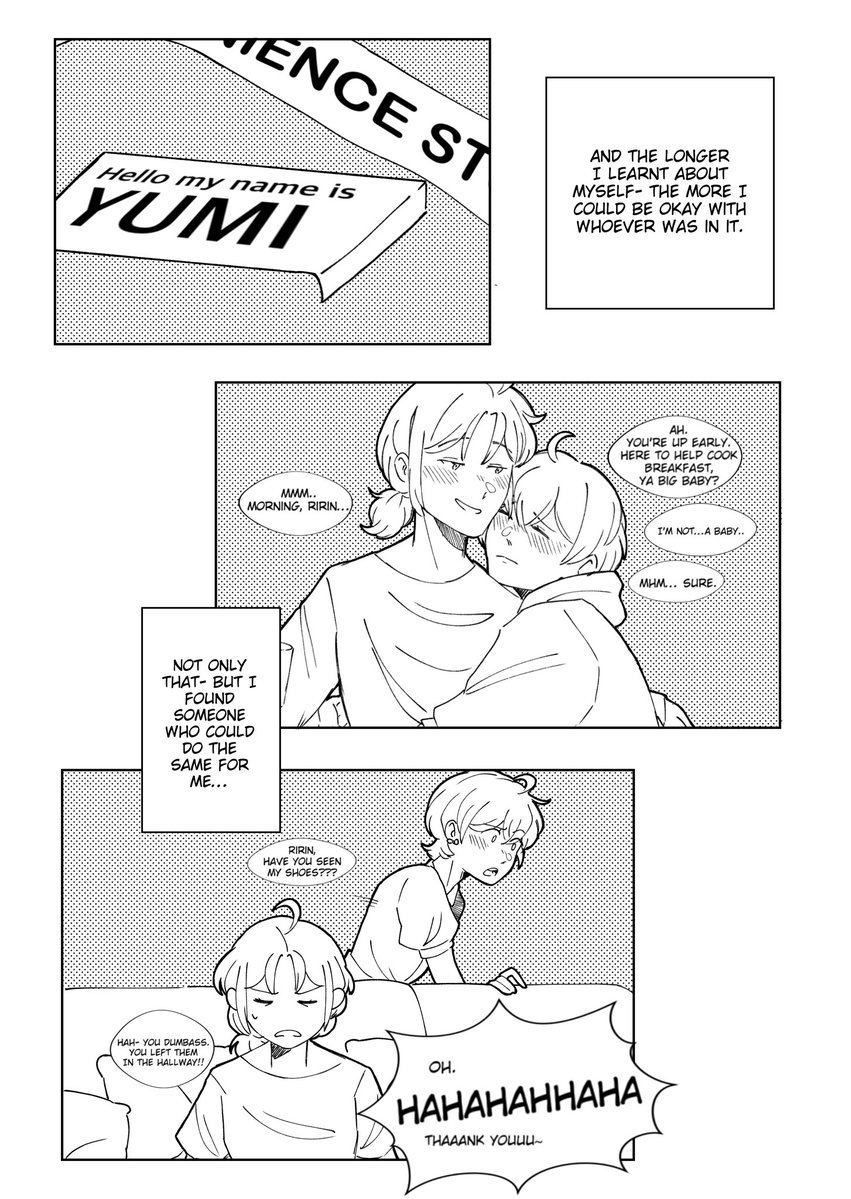 IENCE ST
Hello my name is
YUMI
AND THE LONGER
I LEARNT ABOUT
MYSELF- THE MORE I
COULD BE OKAY WITH
WHOEVER WAS IN IT.
MMM..
MORNING, RIRIN...
AH.
YOU'RE UP EARLY.
HERE TO HELP COOK
BREAKFAST,
YA BIG BABY?
I'M NOT...A BABY..
MHM... SURE.
NOT ONLY
THAT- BUT I
FOUND
SOMEONE
WHO COULD
DO THE
SAME FOR
ME...
RIRIN,
HAVE YOU SEEN
MY SHOES???
HAH- YOU DUMBASS.
YOU LEFT THEM
IN THE HALLWAY!!
OH.
HAHAHAHHAHA
THAAANK YOUUU~